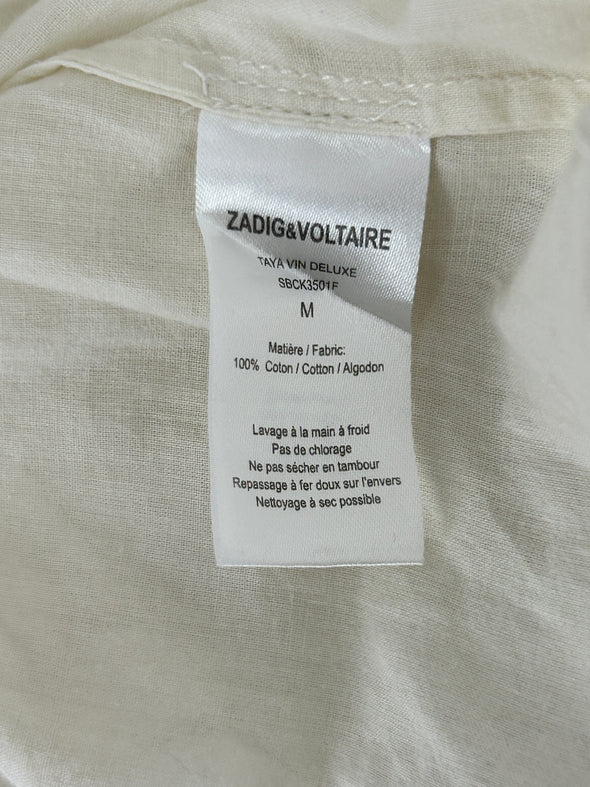 ZADIG&VOLTAIRE
TAYA VIN DELUXE
SBCK3501F
M
Matière / Fabric:
100% Coton / Cotton / Algodon
Lavage à la main à froid
Pas de chlorage
Ne pas sécher en tambour
Repassage à fer doux sur l'envers
Nettoyage à sec possible